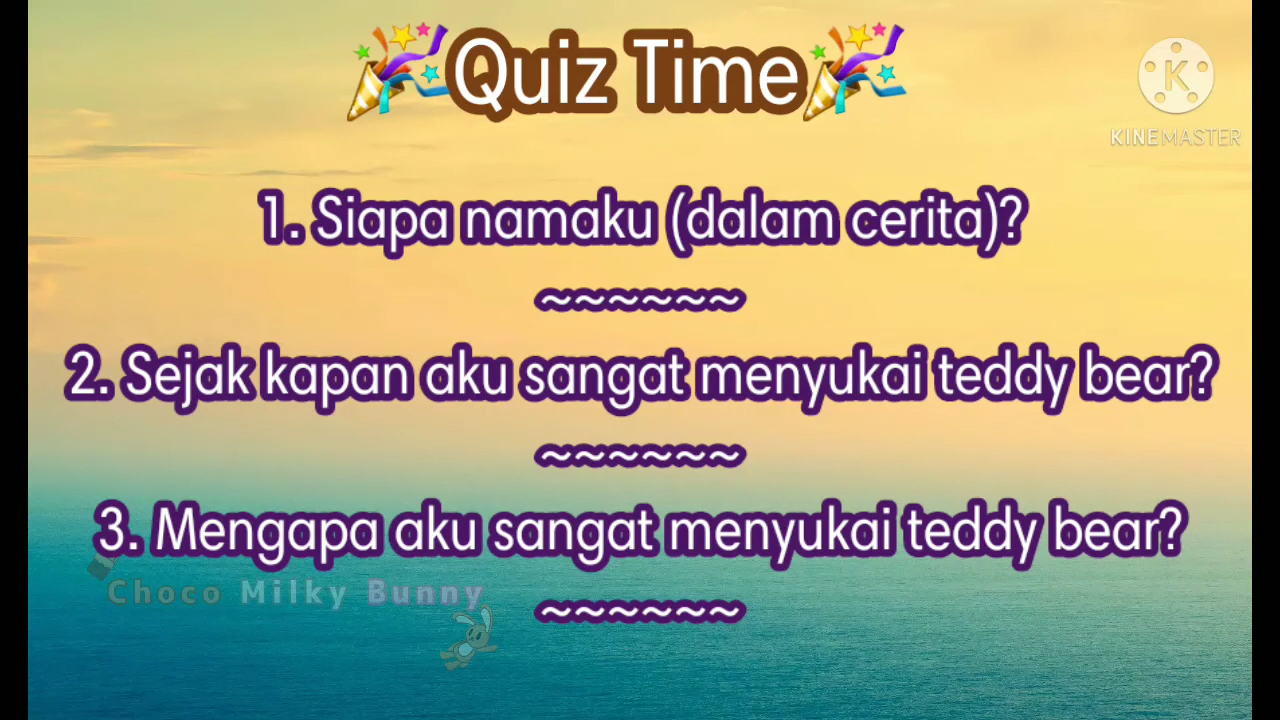 🎉Quiz Time🎉
KINEMASTER
1. Siapa namaku (dalam cerita)?
~~~~~~
2. Sejak kapan aku sangat menyukai teddy bear?
~~~~~~
3. Mengapa aku sangat menyukai teddy bear?
Choco Milky Bunny
~~~~~~